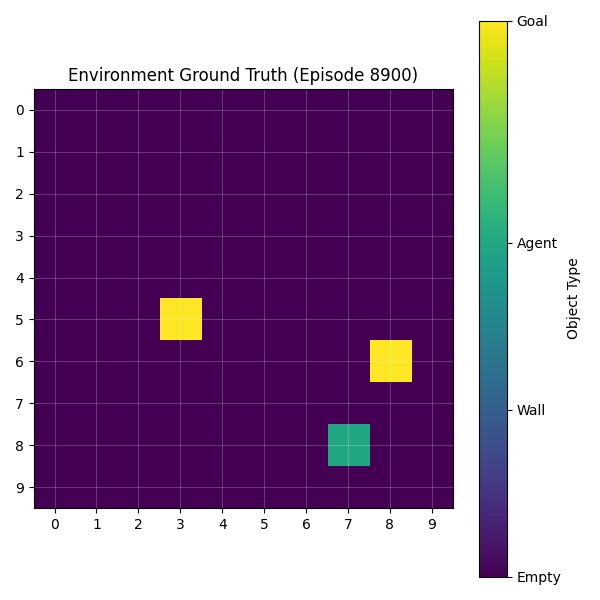 Environment Ground Truth (Episode 8900)
0
1
2
3
4
5
6
7
8
9
0 1 2 3 4 5 6 7 8 9
Goal
Agent
Wall
Empty
Object Type